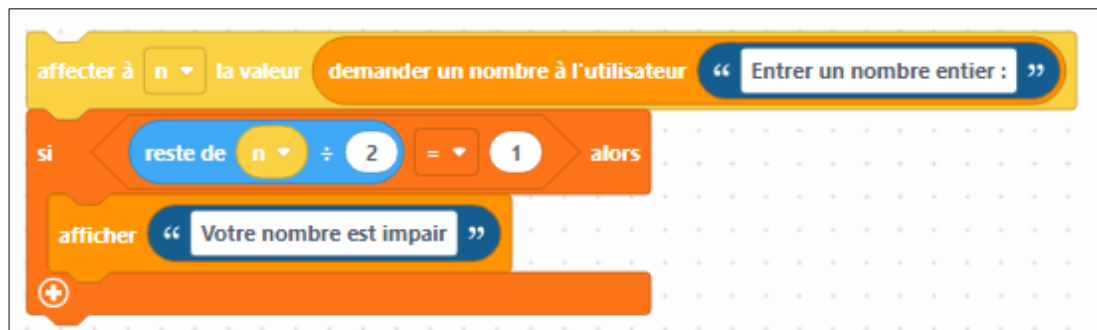 affecter à n la valeur demander un nombre à l'utilisateur “ Entrer un nombre entier : ”
si reste de n ÷ 2 = 1 alors
afficher “ Votre nombre est impair ”